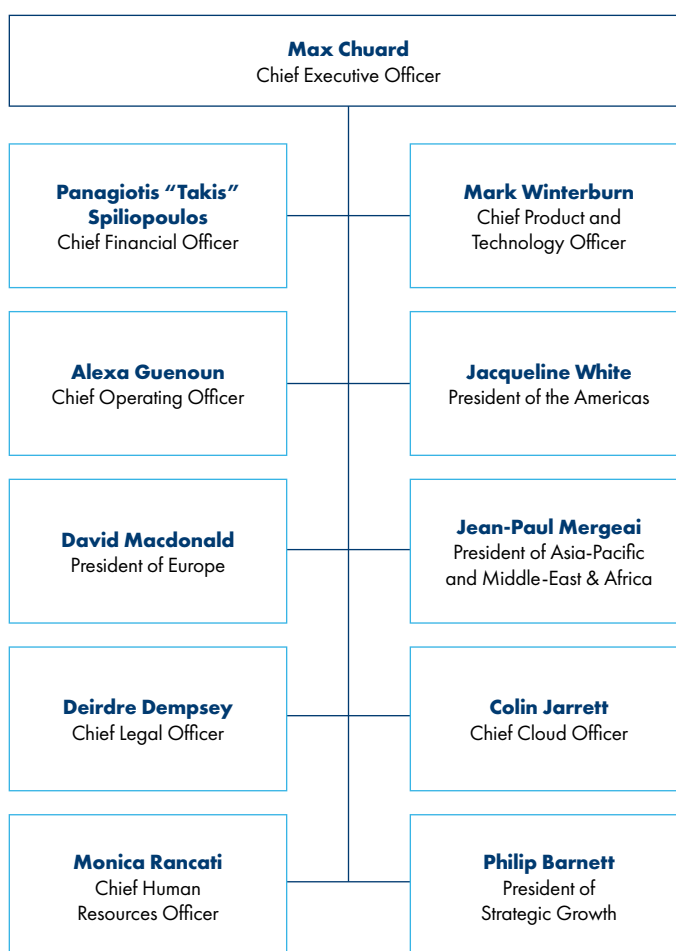 Max Chuard
Chief Executive Officer
Panagiotis “Takis”
Spiliopoulos
Chief Financial Officer
Mark Winterburn
Chief Product and
Technology Officer
Alexa Guenoun
Chief Operating Officer
Jacqueline White
President of the Americas
David Macdonald
President of Europe
Jean-Paul Mergeai
President of Asia-Pacific
and Middle-East & Africa
Deirdre Dempsey
Chief Legal Officer
Colin Jarrett
Chief Cloud Officer
Monica Rancati
Chief Human
Resources Officer
Philip Barnett
President of
Strategic Growth